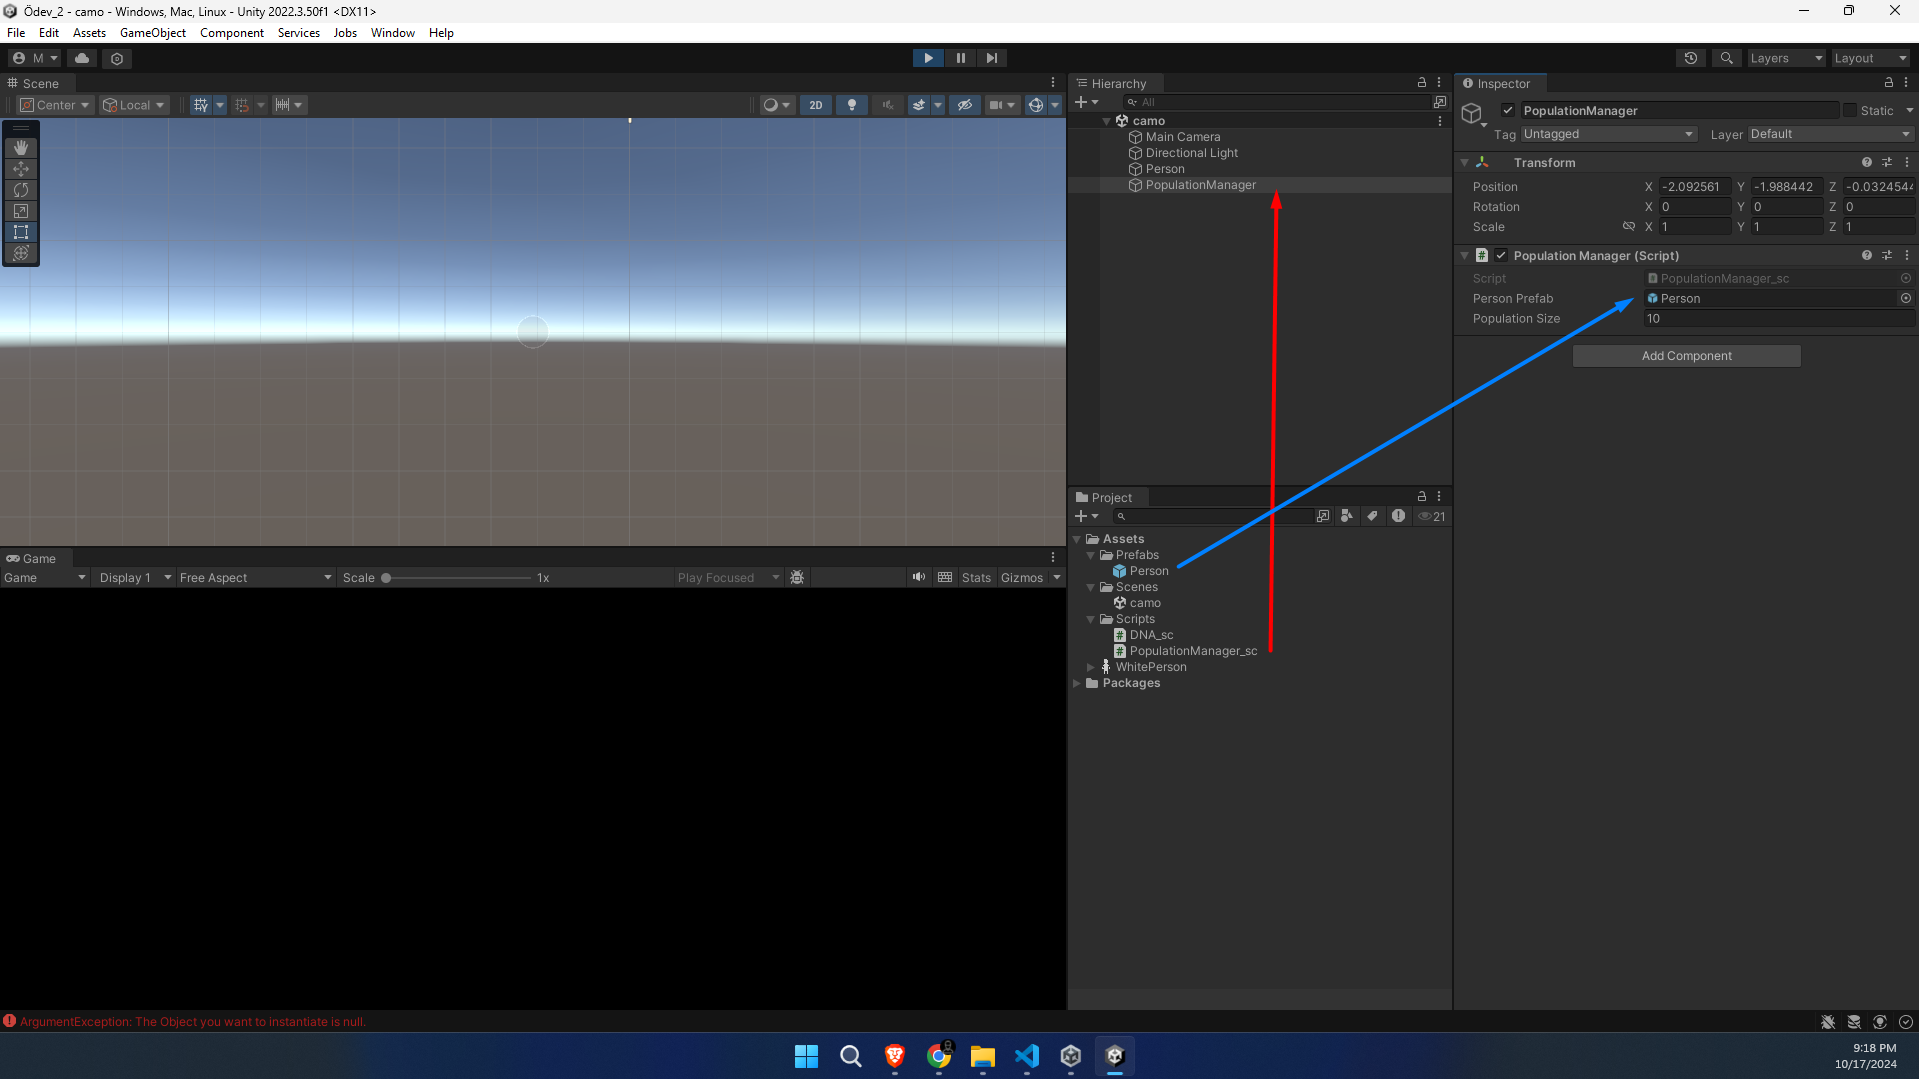 Ödev_2 - camo - Windows, Mac, Linux - Unity 2022.3.50f1 <DX11>
File Edit Assets GameObject Component Services Jobs Window Help
M Layers Layout
Scene
Center Local 2D
Hierarchy
All
camo
Main Camera
Directional Light
Person
PopulationManager
Inspector
PopulationManager Static
Tag Untagged Layer Default
Transform
Position X -2.092561 Y -1.988442 Z -0.0324544
Rotation X 0 Y 0 Z 0
Scale X 1 Y 1 Z 1
# Population Manager (Script)
Script PopulationManager_sc
Person Prefab Person
Population Size 10
Add Component
Project
21
Assets
Prefabs
Person
Scenes
camo
Scripts
# DNA_sc
# PopulationManager_sc
WhitePerson
Packages
Game
Game Display 1 Free Aspect Scale 1x Play Focused Stats Gizmos
ArgumentException: The Object you want to instantiate is null.
9:18 PM
10/17/2024